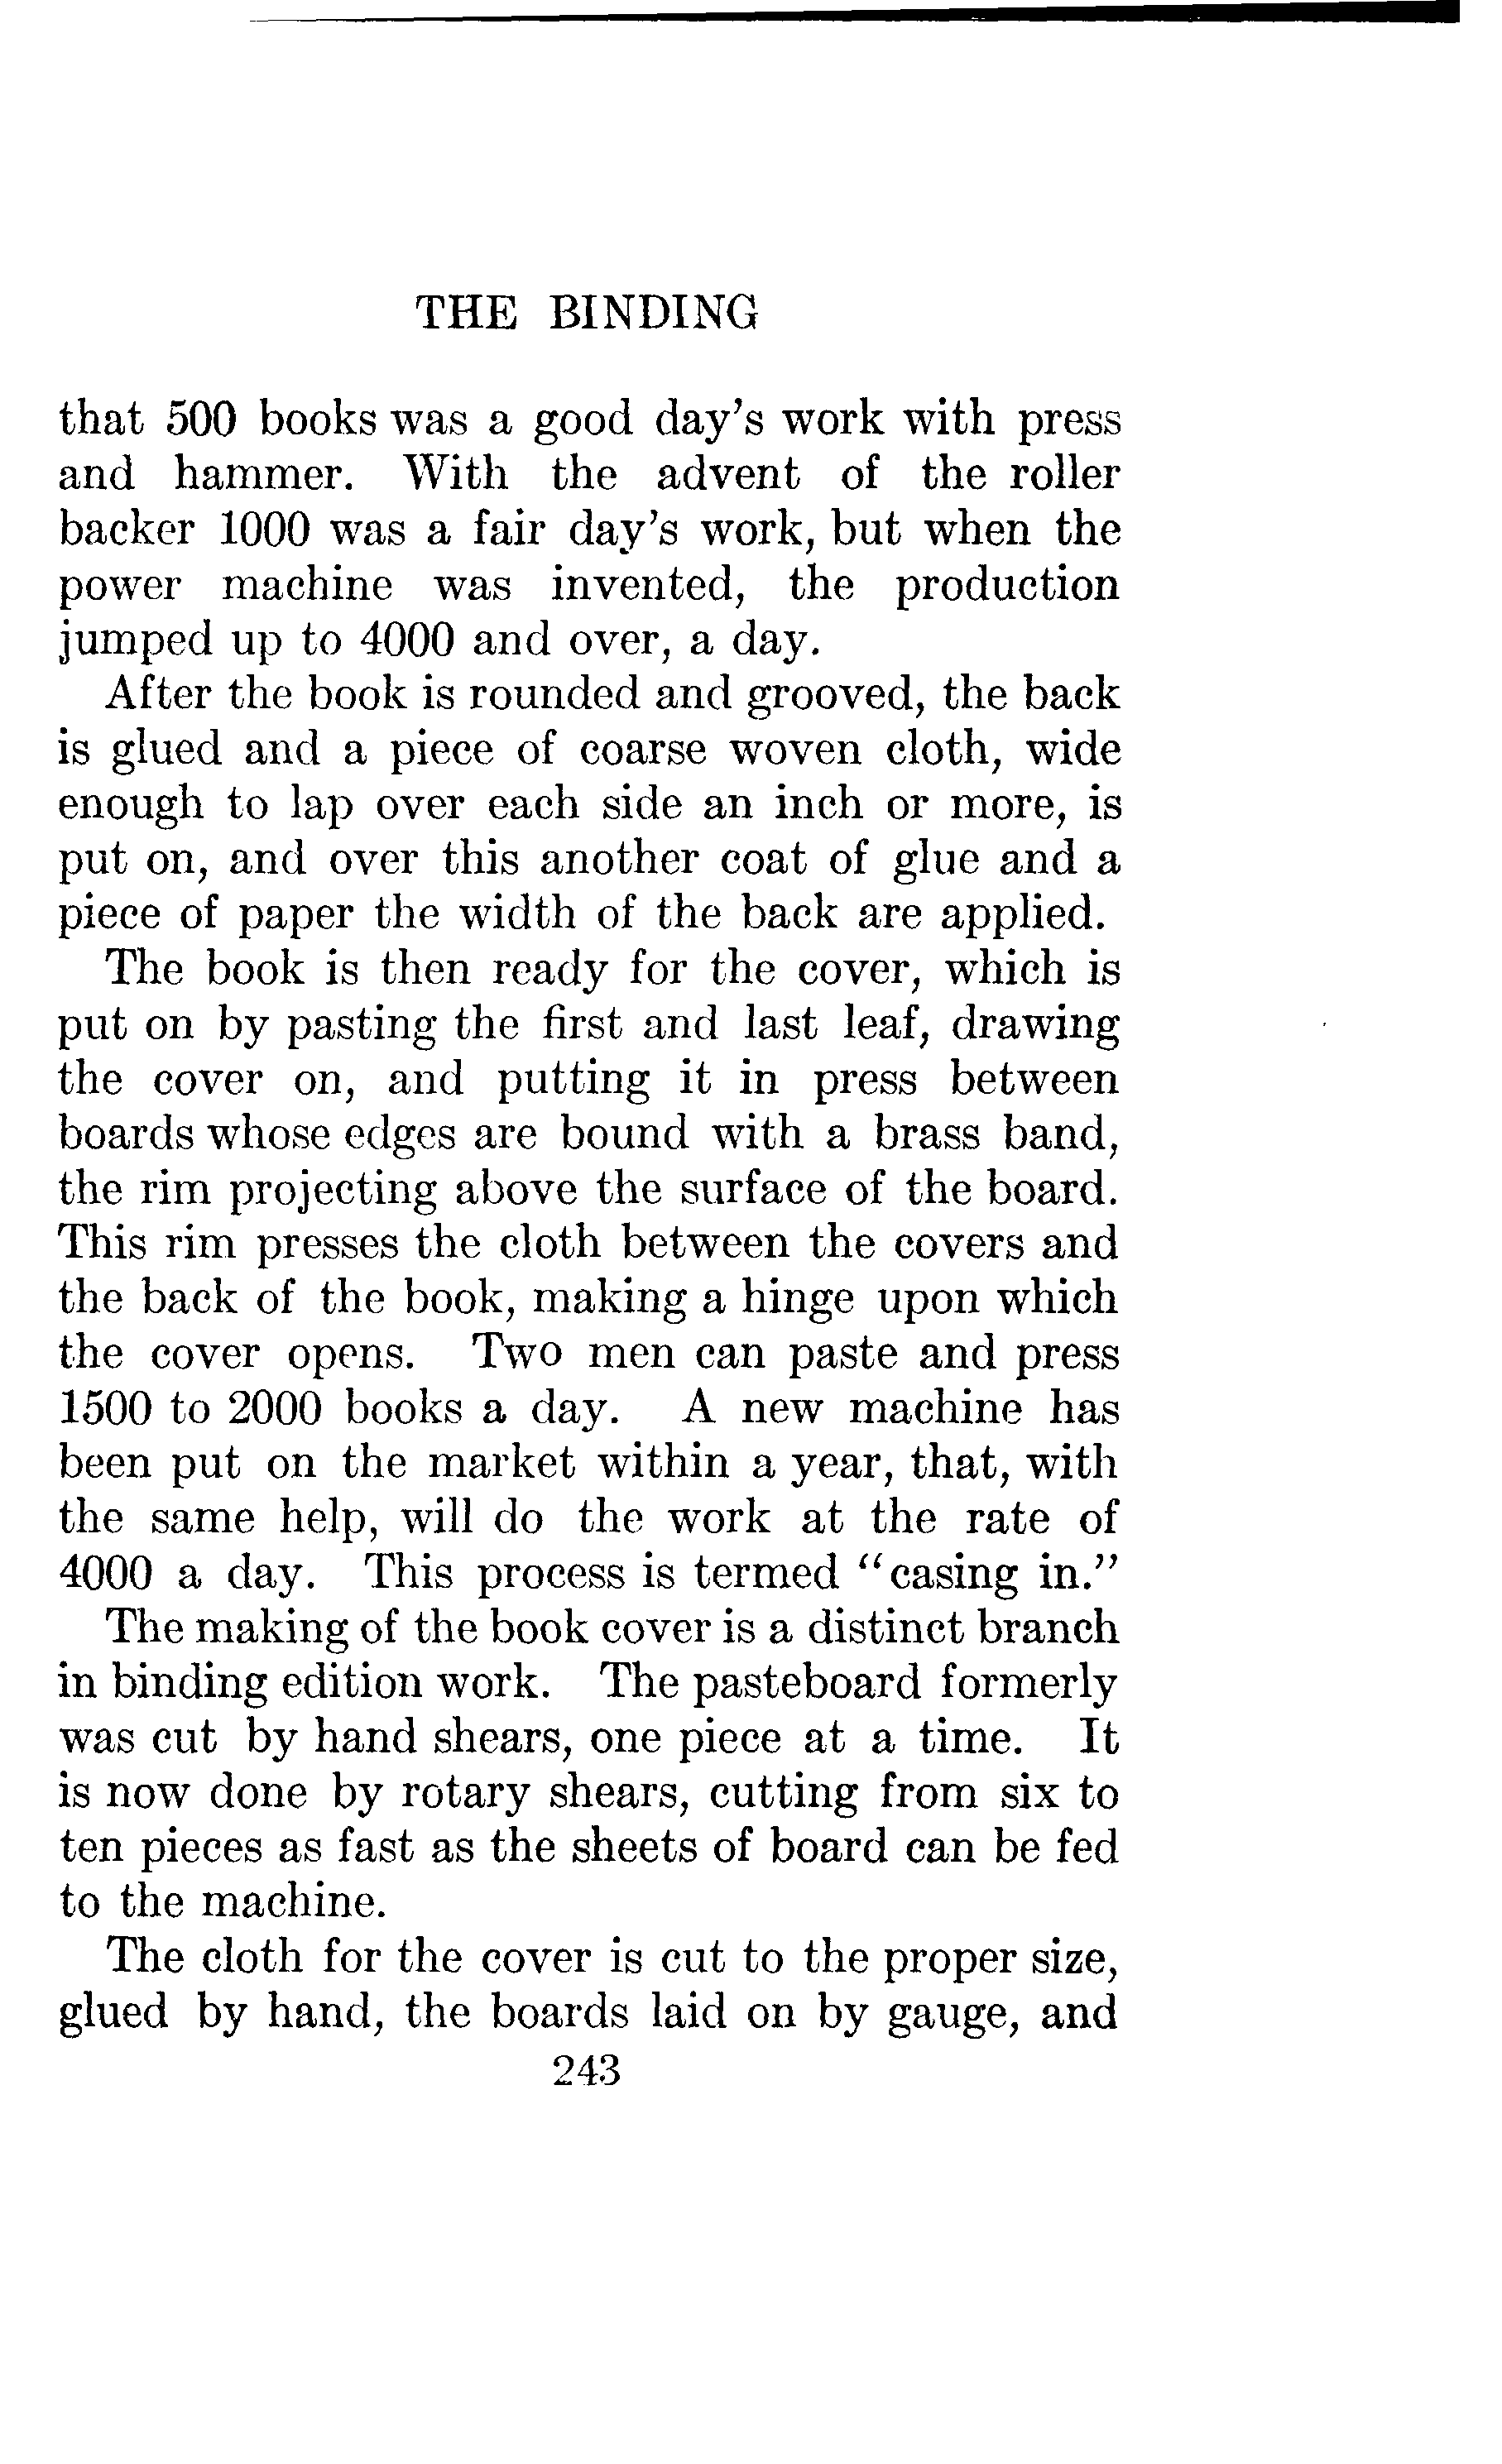 THE BINDING
that 500 books was a good day's work with press
and hammer. With the advent of the roller
backer 1000 was a fair day's work, but when the
power machine was invented, the production
jumped up to 4000 and over, a day.
After the book is rounded and grooved, the back
is glued and a piece of coarse woven cloth, wide
enough to lap over each side an inch or more, is
put on, and over this another coat of glue and a
piece of paper the width of the back are applied.
The book is then ready for the cover, which is
put on by pasting the first and last leaf, drawing
the cover on, and putting it in press between
boards whose edges are bound with a brass band,
the rim projecting above the surface of the board.
This rim presses the cloth between the covers and
the back of the book, making a hinge upon which
the cover opens. Two men can paste and press
1500 to 2000 books a day. A new machine has
been put on the market within a year, that, with
the same help, will do the work at the rate of
4000 a day. This process is termed "casing in."
The making of the book cover is a distinct branch
in binding edition work. The pasteboard formerly
was cut by hand shears, one piece at a time. It
is now done by rotary shears, cutting from six to
ten pieces as fast as the sheets of board can be fed
to the machine.
The cloth for the cover is cut to the proper size,
glued by hand, the boards laid on by gauge, and
243